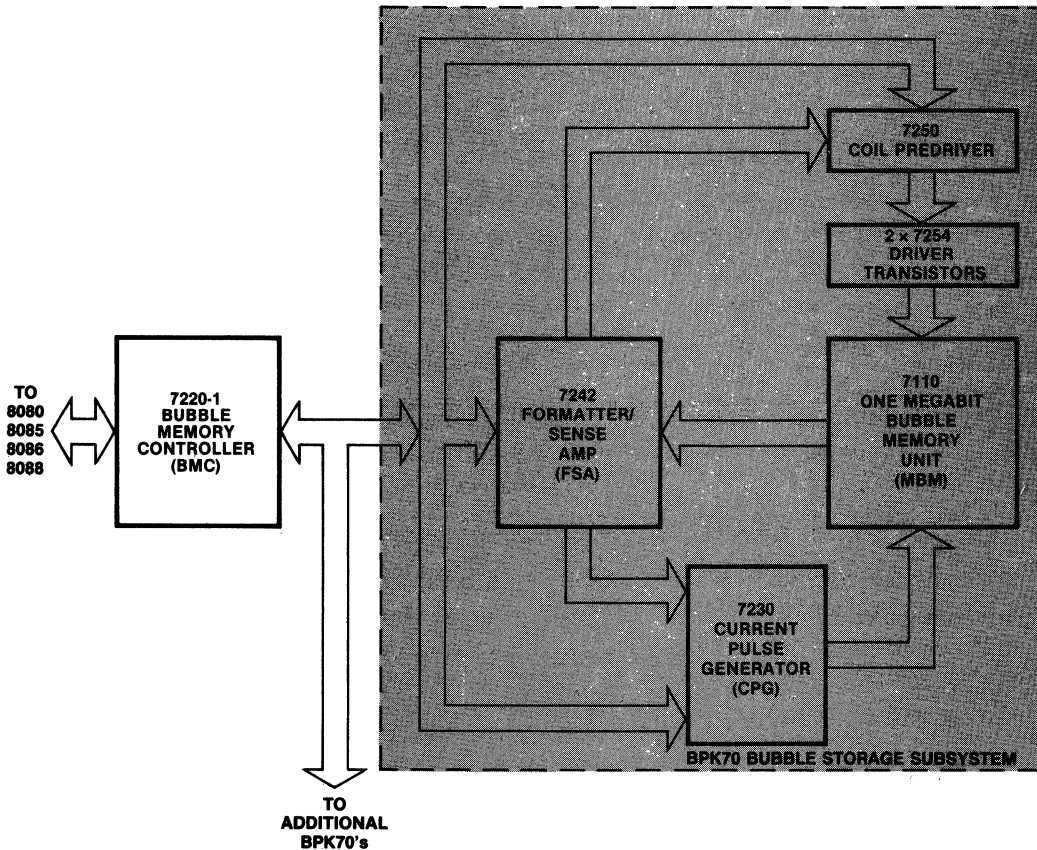 7250
COIL PREDRIVER
2 × 7254
DRIVER
TRANSISTORS
TO
8080
8085
8086
8088
7220-1
BUBBLE
MEMORY
CONTROLLER
(BMC)
7242
FORMATTER/
SENSE
AMP
(FSA)
7110
ONE MEGABIT
BUBBLE
MEMORY
UNIT
(MBM)
7230
CURRENT
PULSE
GENERATOR
(CPG)
BPK70 BUBBLE STORAGE SUBSYSTEM
TO
ADDITIONAL
BPK70's